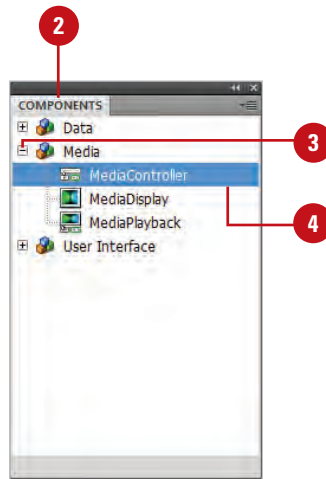 2
COMPONENTS
Data
Media
3
MediaController
MediaDisplay
4
MediaPlayback
User Interface